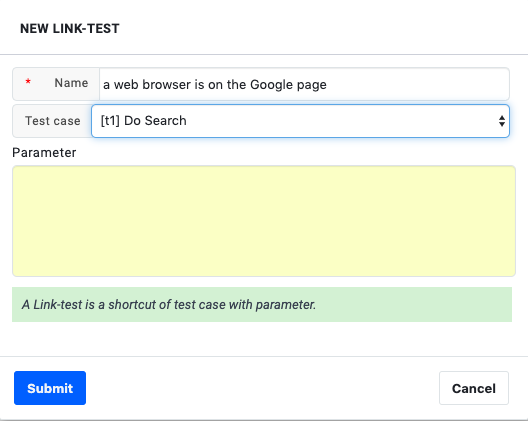 NEW LINK-TEST
* Name a web browser is on the Google page
Test case [t1] Do Search
Parameter
A Link-test is a shortcut of test case with parameter.
Submit Cancel